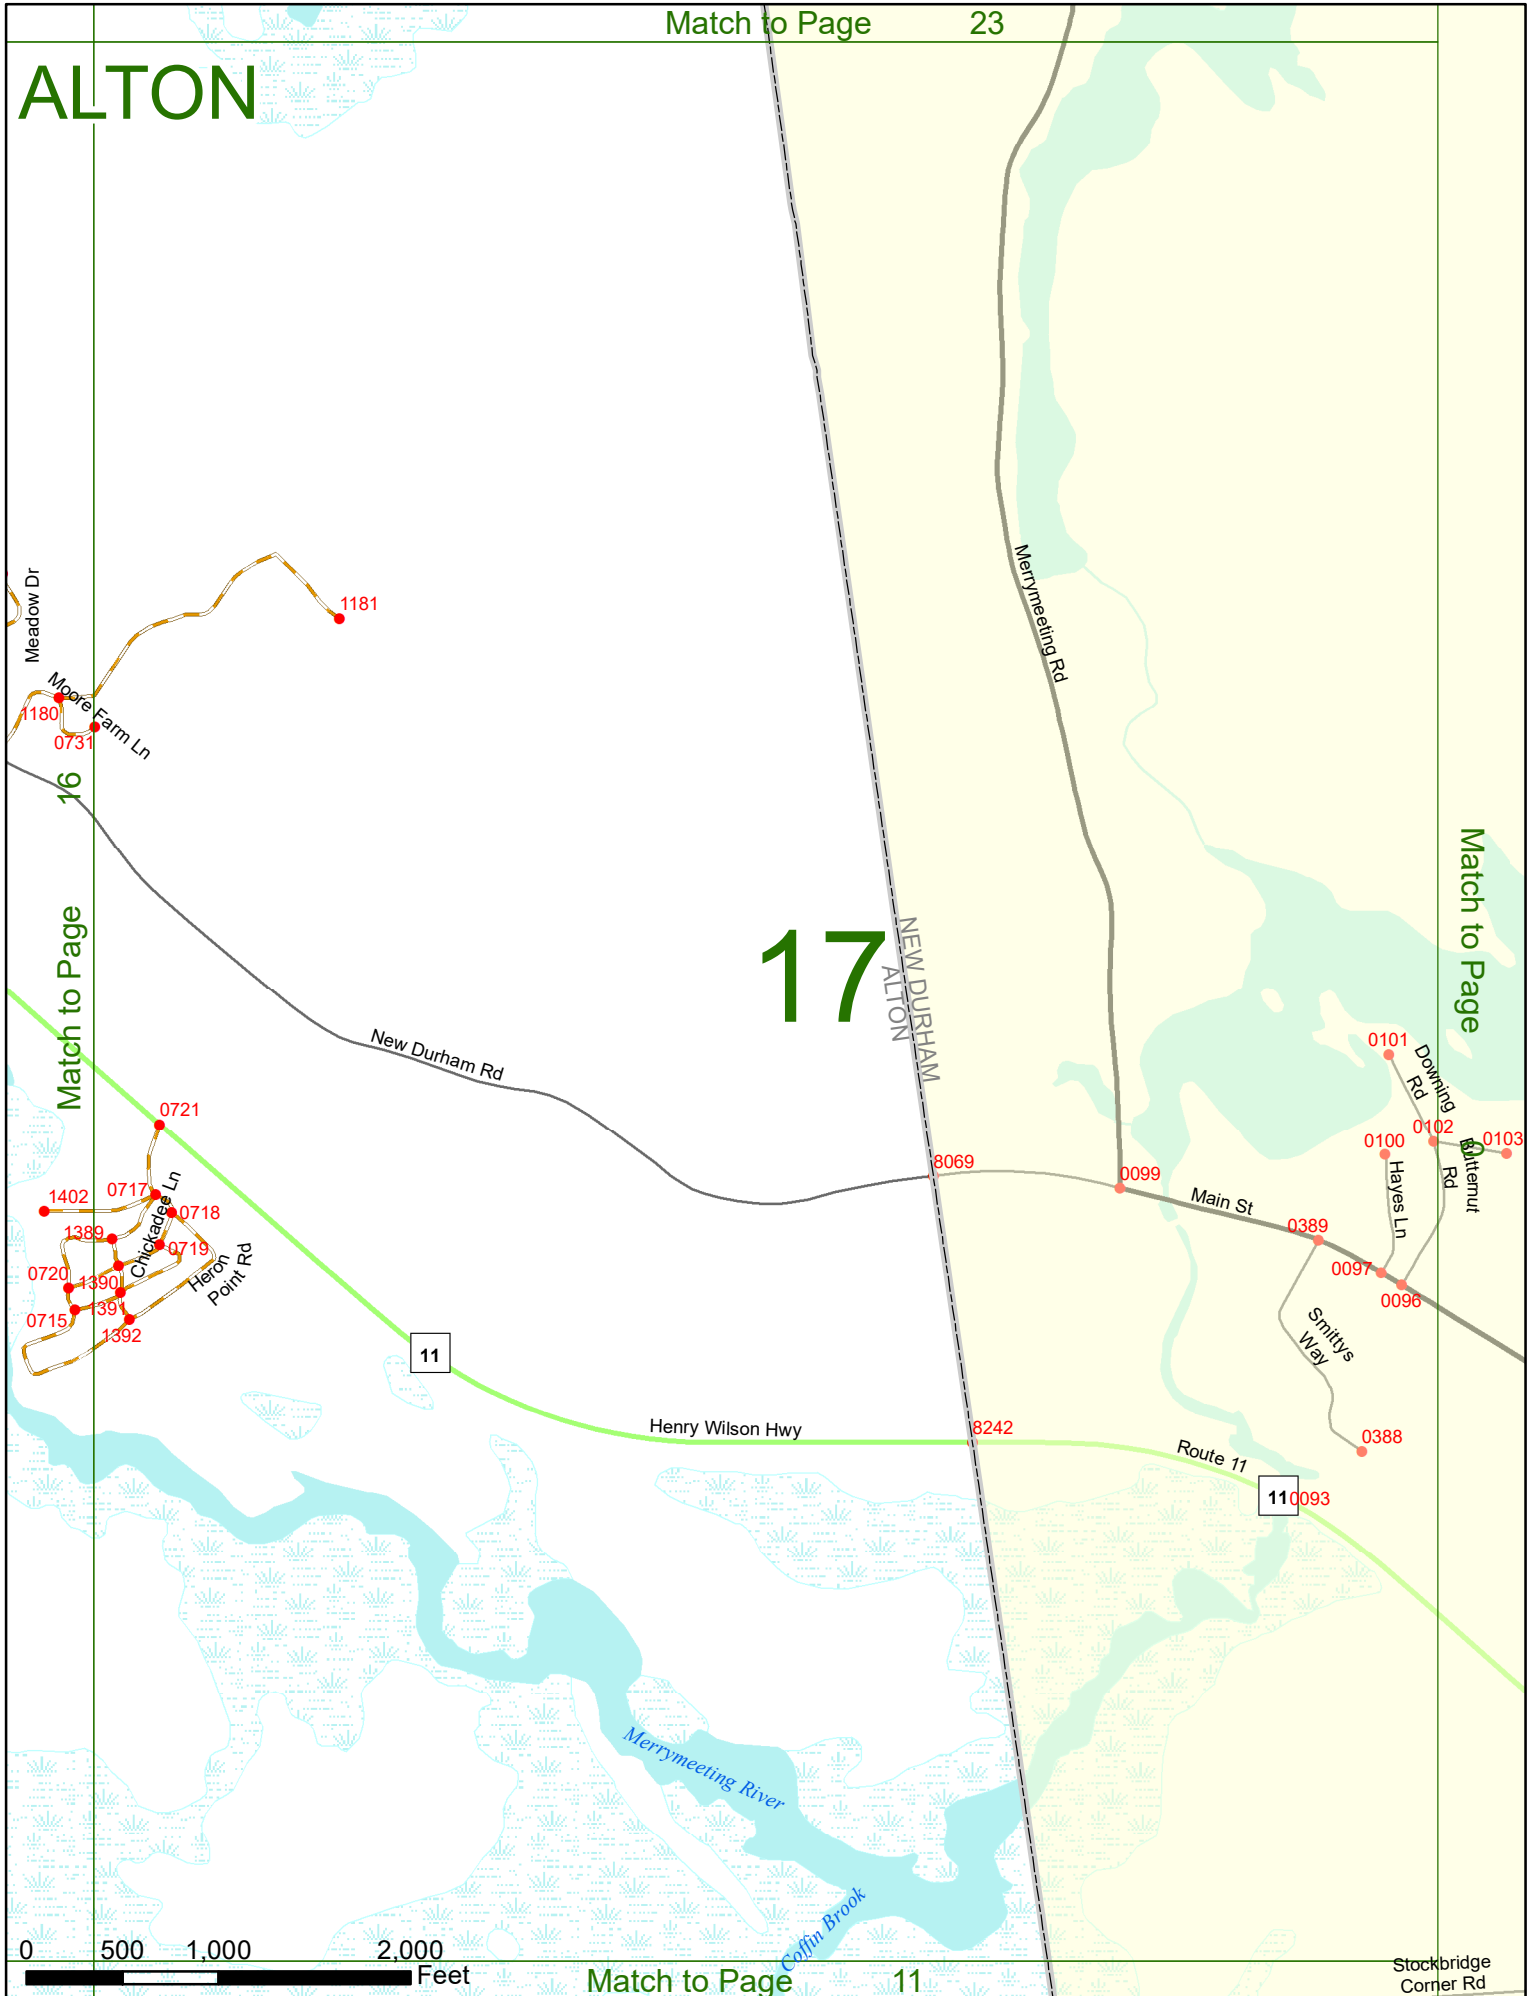 Match to Page 23
ALTON
Meadow Dr
1181
Moore Farm Ln
1180
0731
Merrymeeting Rd
16
Match to Page
Match to Page
0
17
NEW DURHAM
ALTON
New Durham Rd
0721
0717
1402
0718
Chickadee Ln
1389
0719
0720
1390
Heron
Point Rd
0715
1391
1392
8069
0099
Main St
0101
Downing
Rd
0102
0100
0103
Butternut
Rd
Hayes Ln
0389
0097
0096
Smittys
Way
11
Henry Wilson Hwy
8242
Route 11
0388
11
0093
Merrymeeting River
Coffin Brook
0 500 1,000 2,000
Feet
Match to Page 11
Stockbridge
Corner Rd